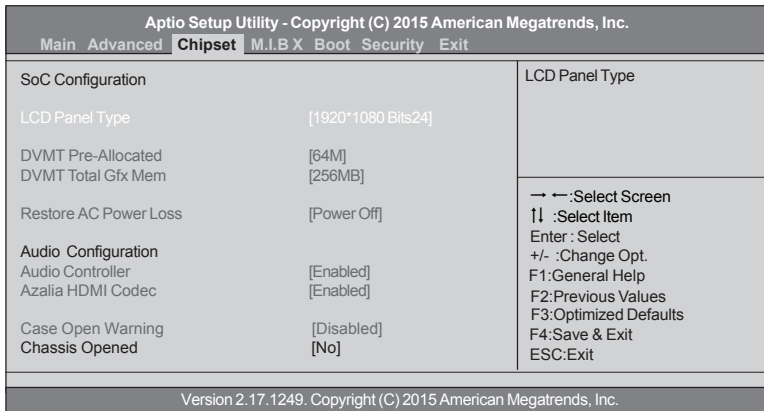 Aptio Setup Utility - Copyright (C) 2015 American Megatrends, Inc.
Main Advanced Chipset M.I.B X Boot Security Exit
SoC Configuration
LCD Panel Type [1920*1080 Bits24]
DVMT Pre-Allocated [64M]
DVMT Total Gfx Mem [256MB]
Restore AC Power Loss [Power Off]
Audio Configuration
Audio Controller [Enabled]
Azalia HDMI Codec [Enabled]
Case Open Warning [Disabled]
Chassis Opened [No]
LCD Panel Type
→ ←:Select Screen
↑↓ :Select Item
Enter : Select
+/- :Change Opt.
F1:General Help
F2:Previous Values
F3:Optimized Defaults
F4:Save & Exit
ESC:Exit
Version 2.17.1249. Copyright (C) 2015 American Megatrends, Inc.